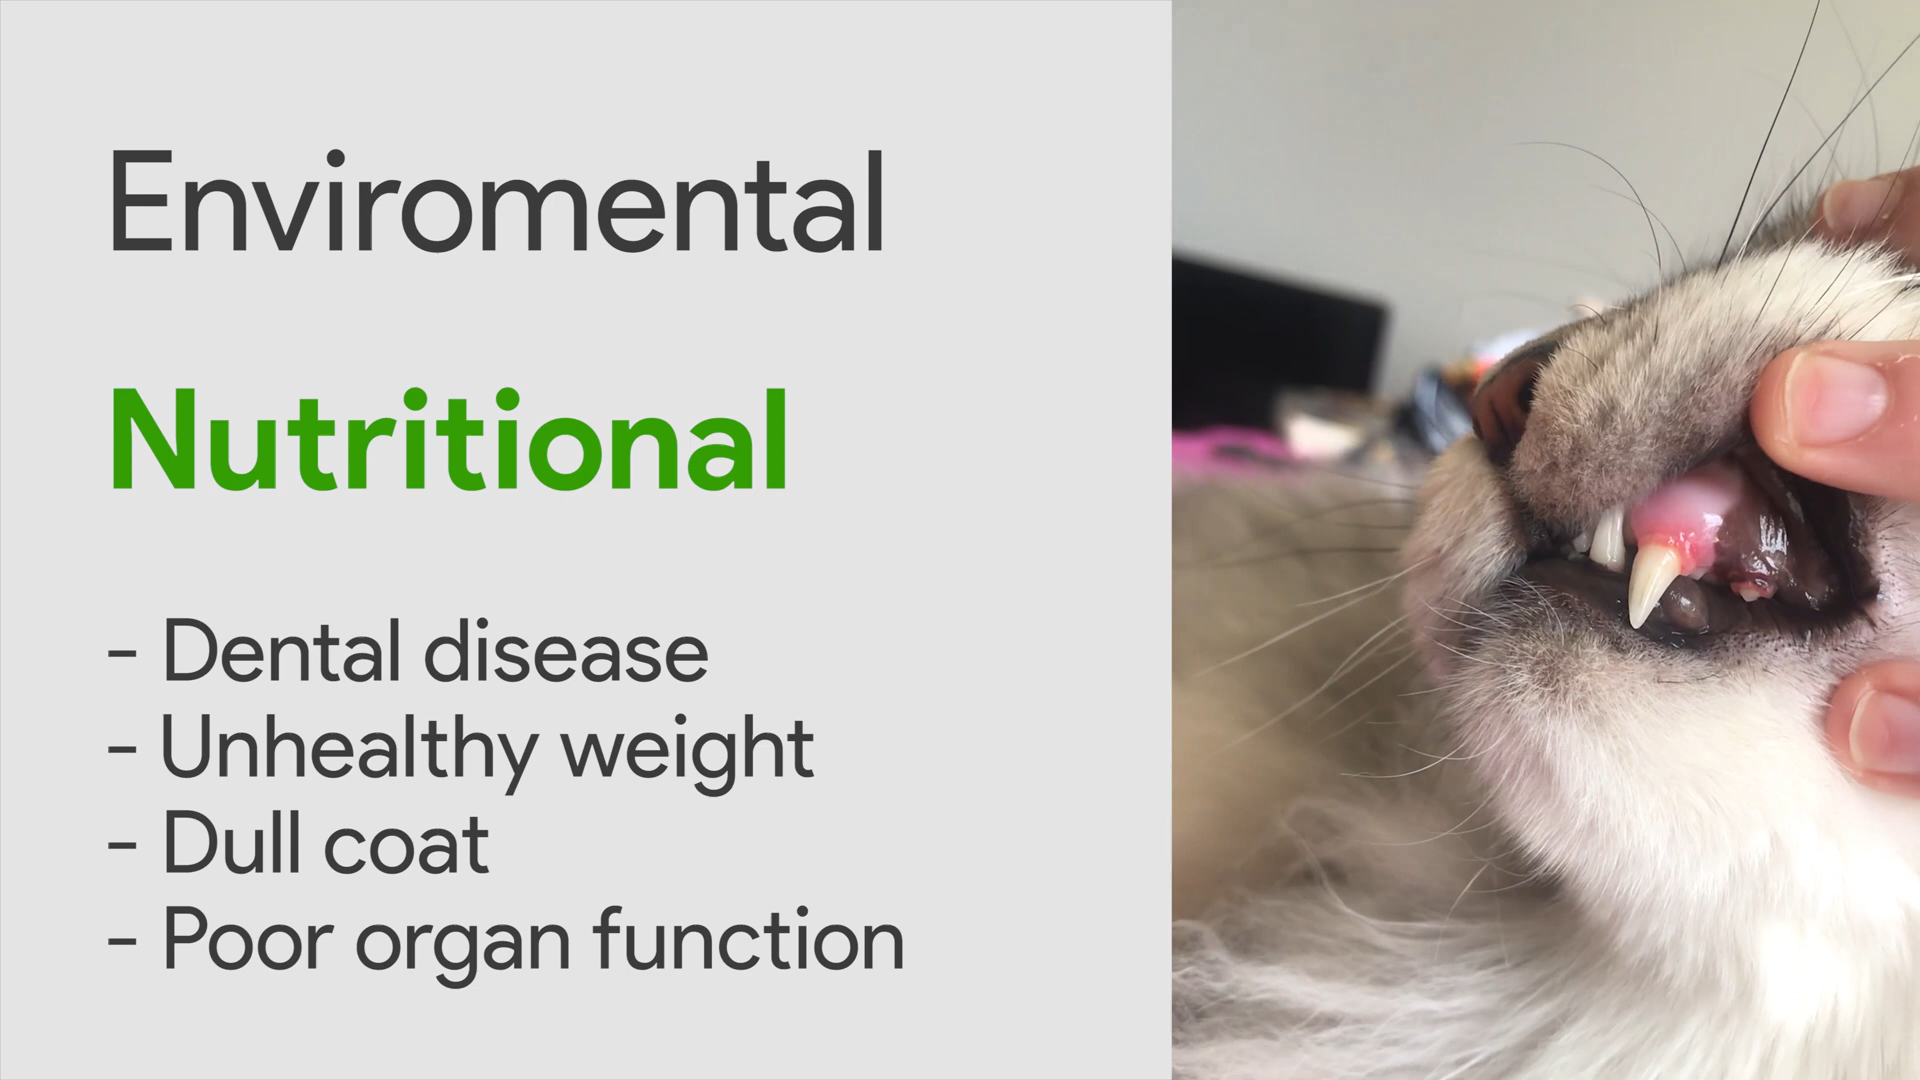 Enviromental
Nutritional
- Dental disease
- Unhealthy weight
- Dull coat
- Poor organ function